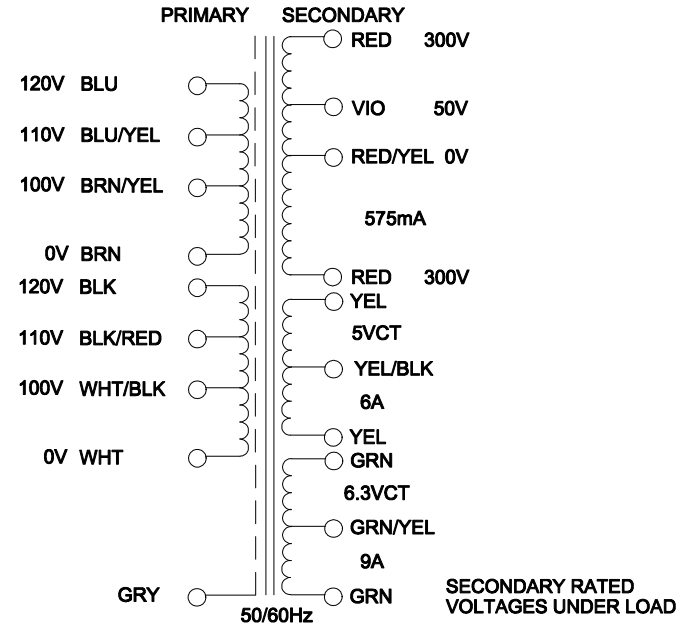 PRIMARY SECONDARY
RED 300V
120V BLU
VIO 50V
110V BLU/YEL
RED/YEL 0V
100V BRN/YEL
575mA
0V BRN
RED 300V
120V BLK
YEL
5VCT
110V BLK/RED
YEL/BLK
100V WHT/BLK
6A
YEL
0V WHT
GRN
6.3VCT
GRN/YEL
9A
GRY
GRN
50/60Hz
SECONDARY RATED
VOLTAGES UNDER LOAD